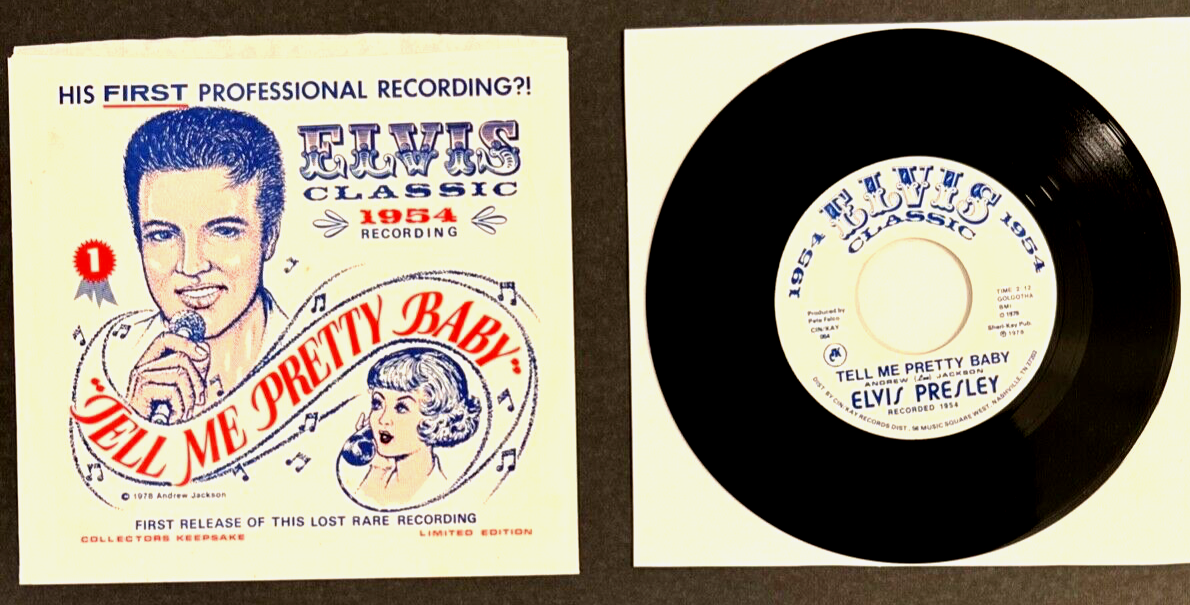 HIS FIRST PROFESSIONAL RECORDING?!
ELVIS
CLASSIC
1954
RECORDING
1
"TELL ME PRETTY BABY"
© 1978 Andrew Jackson
FIRST RELEASE OF THIS LOST RARE RECORDING
COLLECTORS KEEPSAKE LIMITED EDITION
1954 ELVIS 1954
CLASSIC
Produced by
Pete Falco
CIN/KAY
064
TIME 2:12
GOLGOTHA
BMI
© 1978
Sheri-Kay Pub.
℗ 1978
TELL ME PRETTY BABY
ANDREW (Lee) JACKSON
ELVIS PRESLEY
RECORDED 1954
DIST. BY CIN/KAY RECORDS DIST. MUSIC SQUARE WEST, NASHVILLE, TN 37203